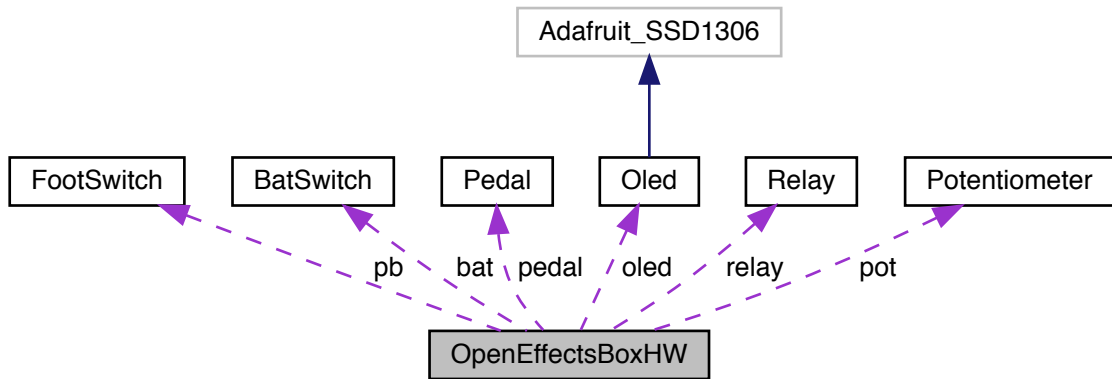 Adafruit_SSD1306
FootSwitch
BatSwitch
Pedal
Oled
Relay
Potentiometer
pb
bat
pedal
oled
relay
pot
OpenEffectsBoxHW